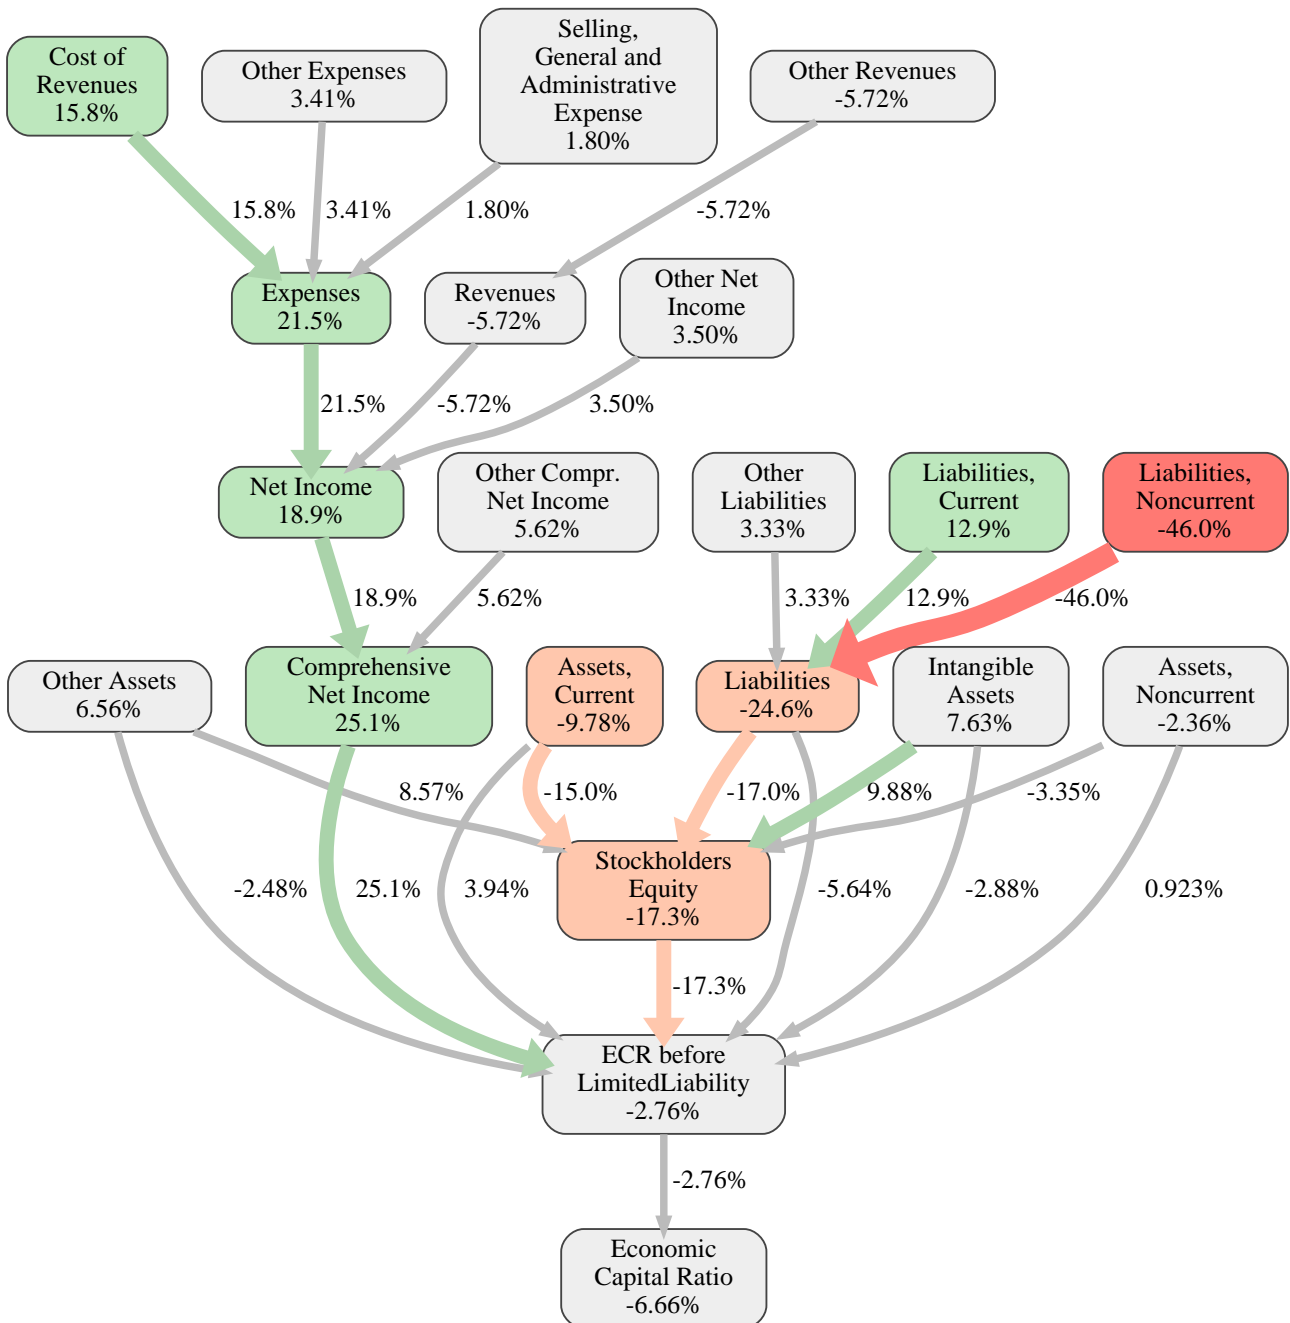 Cost of
Revenues
15.8%
Other Expenses
3.41%
Selling,
General and
Administrative
Expense
1.80%
Other Revenues
-5.72%
15.8%
3.41%
1.80%
-5.72%
Expenses
21.5%
Revenues
-5.72%
Other Net
Income
3.50%
21.5%
-5.72%
3.50%
Net Income
18.9%
Other Compr.
Net Income
5.62%
Other
Liabilities
3.33%
Liabilities,
Current
12.9%
Liabilities,
Noncurrent
-46.0%
18.9%
5.62%
3.33%
12.9%
-46.0%
Other Assets
6.56%
Comprehensive
Net Income
25.1%
Assets,
Current
-9.78%
Liabilities
-24.6%
Intangible
Assets
7.63%
Assets,
Noncurrent
-2.36%
8.57%
-15.0%
-17.0%
9.88%
-3.35%
Stockholders
Equity
-17.3%
-2.48%
25.1%
3.94%
-5.64%
-2.88%
0.923%
-17.3%
ECR before
LimitedLiability
-2.76%
-2.76%
Economic
Capital Ratio
-6.66%